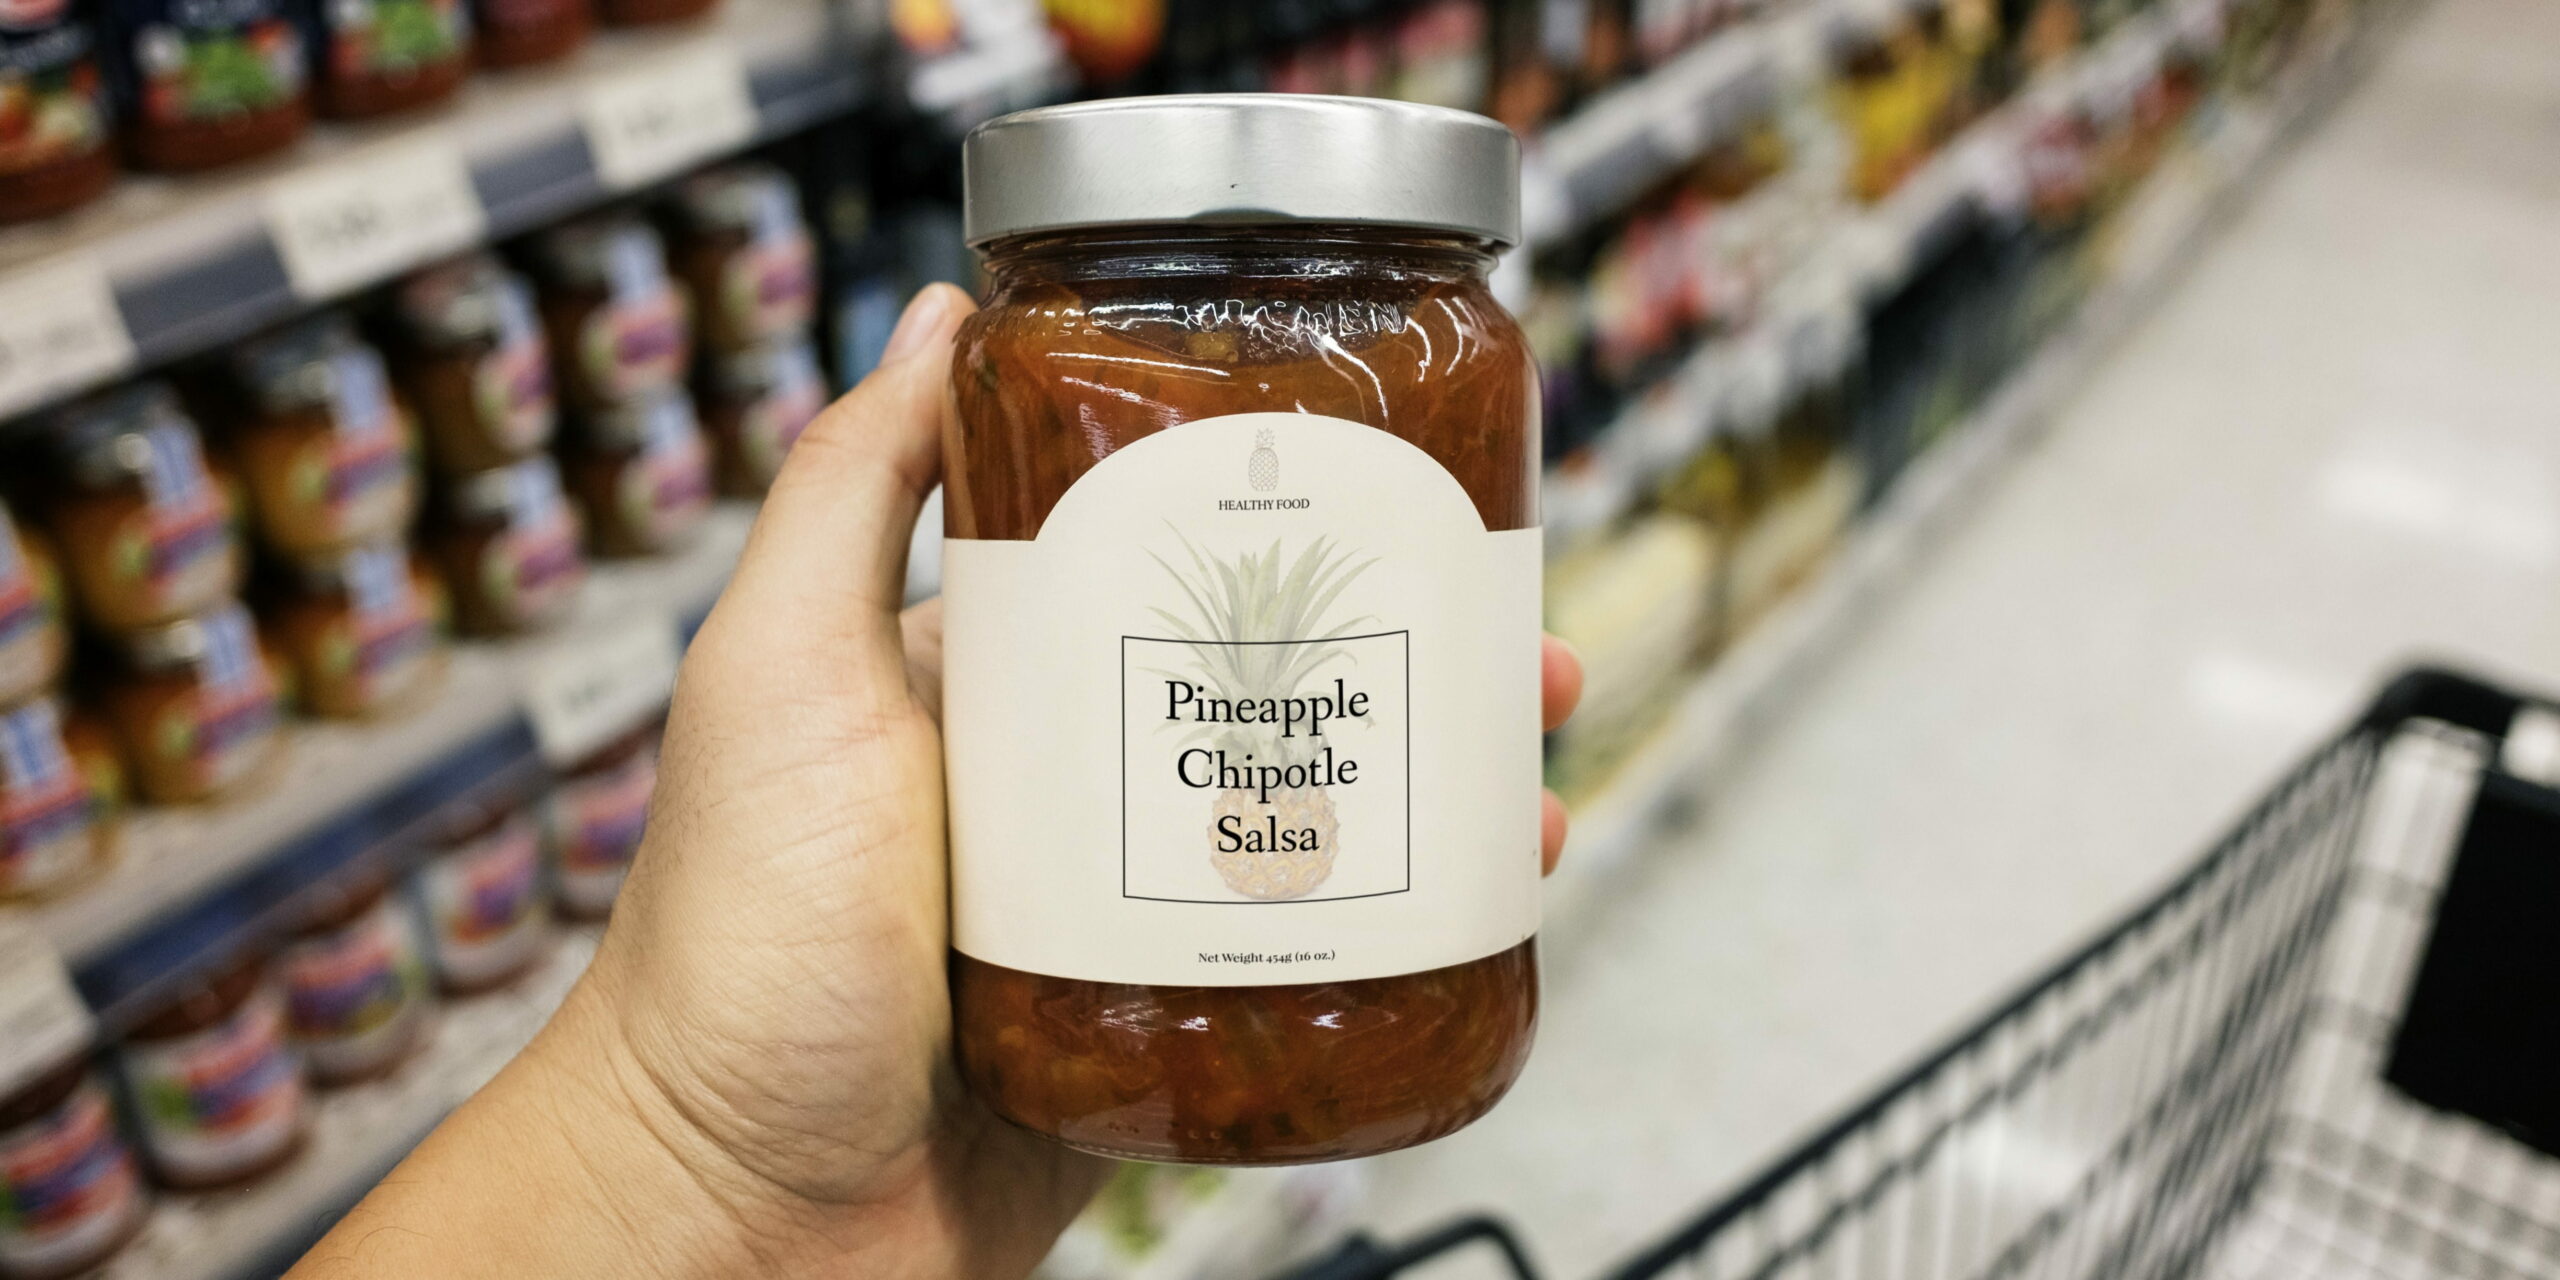 HEALTHY FOOD
Pineapple
Chipotle
Salsa
Net Weight 454g (16 oz.)